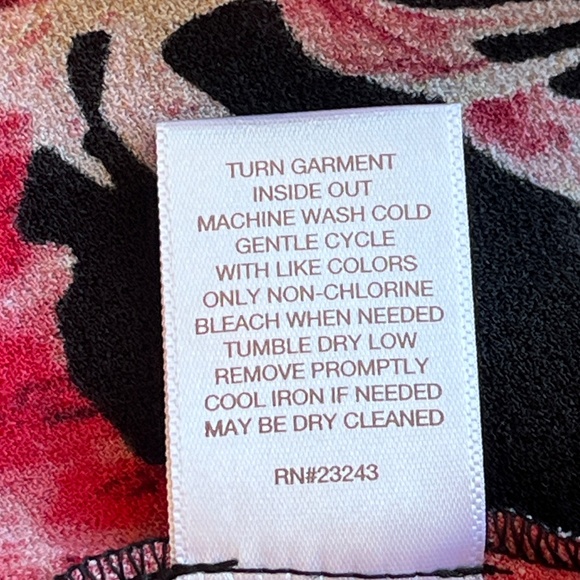 TURN GARMENT
INSIDE OUT
MACHINE WASH COLD
GENTLE CYCLE
WITH LIKE COLORS
ONLY NON-CHLORINE
BLEACH WHEN NEEDED
TUMBLE DRY LOW
REMOVE PROMPTLY
COOL IRON IF NEEDED
MAY BE DRY CLEANED
RN#23243